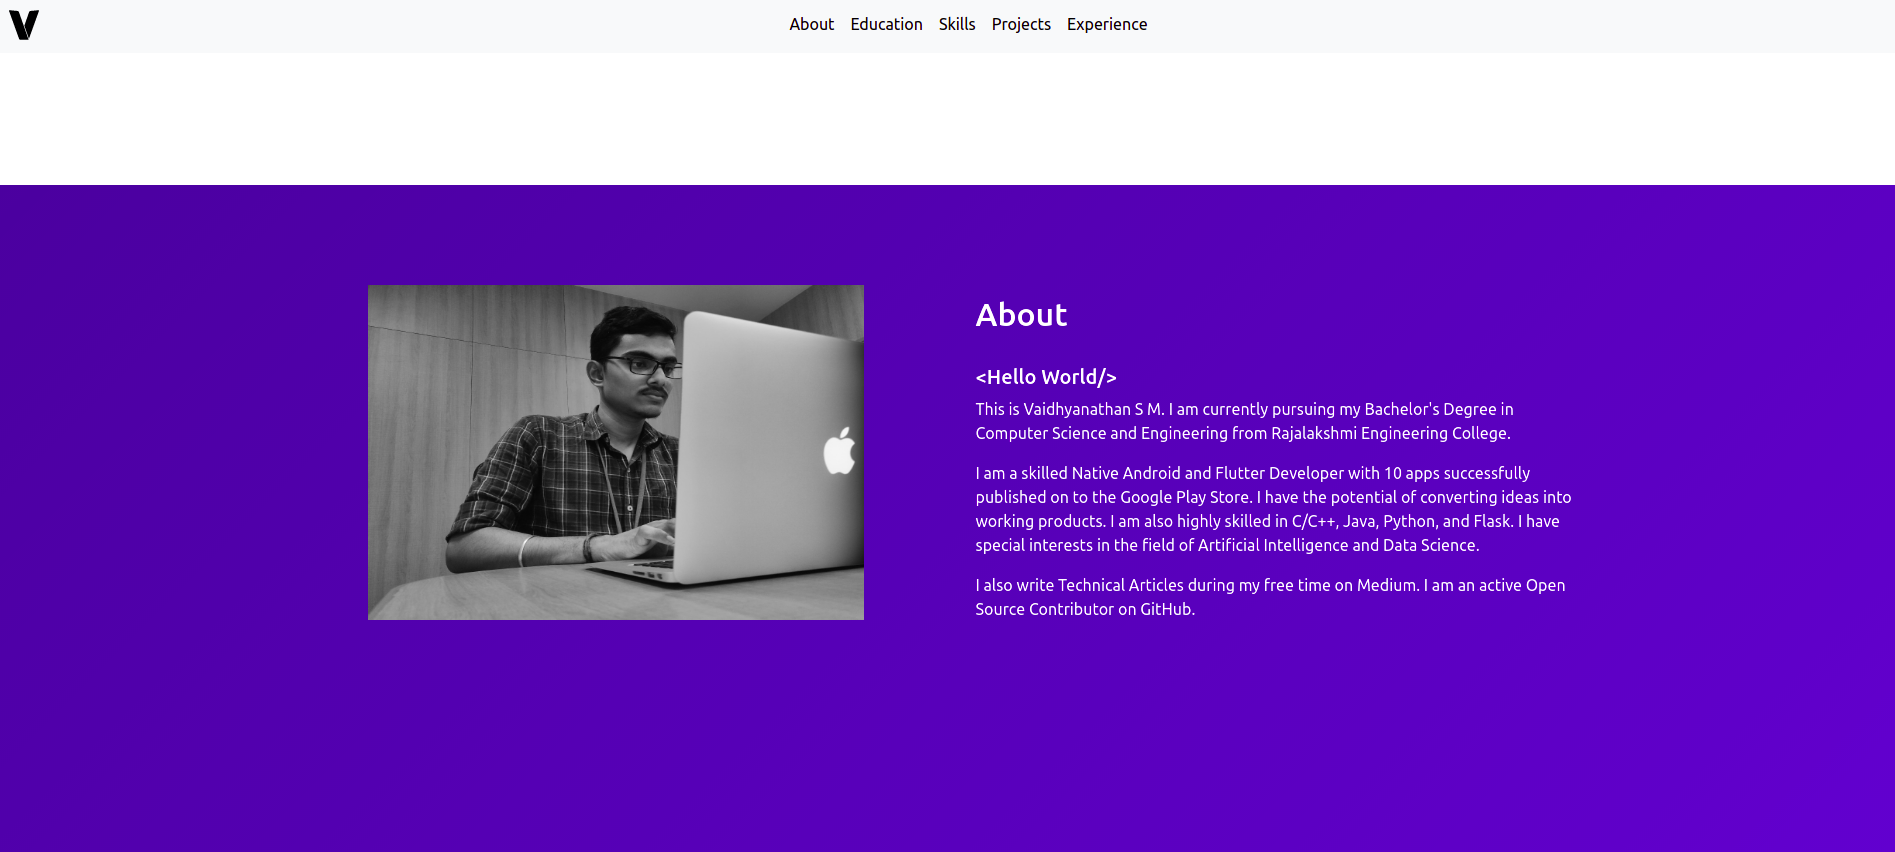 V
About Education Skills Projects Experience
About
<Hello World/>
This is Vaidhyanathan S M. I am currently pursuing my Bachelor's Degree in
Computer Science and Engineering from Rajalakshmi Engineering College.
I am a skilled Native Android and Flutter Developer with 10 apps successfully
published on to the Google Play Store. I have the potential of converting ideas into
working products. I am also highly skilled in C/C++, Java, Python, and Flask. I have
special interests in the field of Artificial Intelligence and Data Science.
I also write Technical Articles during my free time on Medium. I am an active Open
Source Contributor on GitHub.